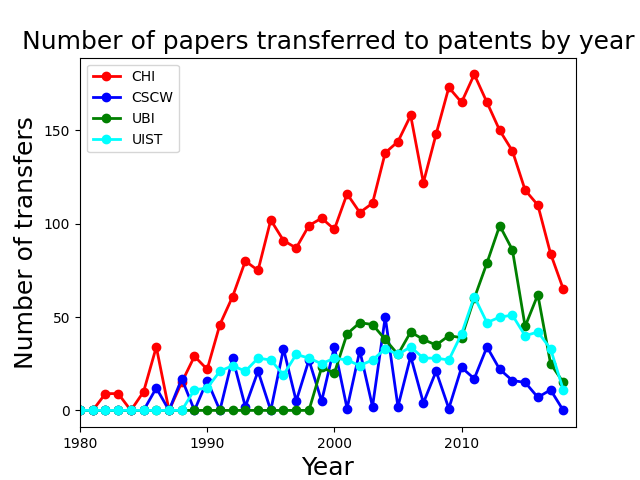 Number of papers transferred to patents by year
CHI
CSCW
UBI
UIST
Number of transfers
150
100
50
0
1980
1990
2000
2010
Year